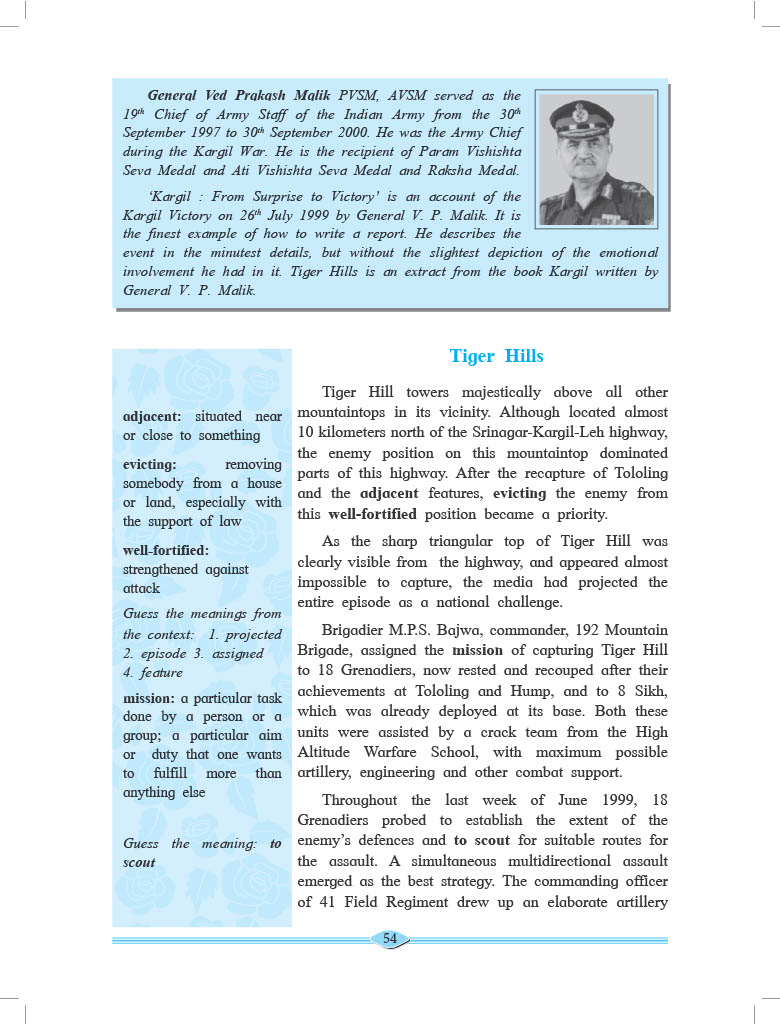 General Ved Prakash Malik PVSM, AVSM served as the
19th Chief of Army Staff of the Indian Army from the 30th
September 1997 to 30th September 2000. He was the Army Chief
during the Kargil War. He is the recipient of Param Vishishta
Seva Medal and Ati Vishishta Seva Medal and Raksha Medal.
‘Kargil : From Surprise to Victory’ is an account of the
Kargil Victory on 26th July 1999 by General V. P. Malik. It is
the finest example of how to write a report. He describes the
event in the minutest details, but without the slightest depiction of the emotional
involvement he had in it. Tiger Hills is an extract from the book Kargil written by
General V. P. Malik.
adjacent: situated near
or close to something
evicting: removing
somebody from a house
or land, especially with
the support of law
well-fortified:
strengthened against
attack
Guess the meanings from
the context: 1. projected
2. episode 3. assigned
4. feature
mission: a particular task
done by a person or a
group; a particular aim
or duty that one wants
to fulfill more than
anything else
Guess the meaning: to
scout
Tiger Hills
Tiger Hill towers majestically above all other
mountaintops in its vicinity. Although located almost
10 kilometers north of the Srinagar-Kargil-Leh highway,
the enemy position on this mountaintop dominated
parts of this highway. After the recapture of Tololing
and the adjacent features, evicting the enemy from
this well-fortified position became a priority.
As the sharp triangular top of Tiger Hill was
clearly visible from the highway, and appeared almost
impossible to capture, the media had projected the
entire episode as a national challenge.
Brigadier M.P.S. Bajwa, commander, 192 Mountain
Brigade, assigned the mission of capturing Tiger Hill
to 18 Grenadiers, now rested and recouped after their
achievements at Tololing and Hump, and to 8 Sikh,
which was already deployed at its base. Both these
units were assisted by a crack team from the High
Altitude Warfare School, with maximum possible
artillery, engineering and other combat support.
Throughout the last week of June 1999, 18
Grenadiers probed to establish the extent of the
enemy’s defences and to scout for suitable routes for
the assault. A simultaneous multidirectional assault
emerged as the best strategy. The commanding officer
of 41 Field Regiment drew up an elaborate artillery
54